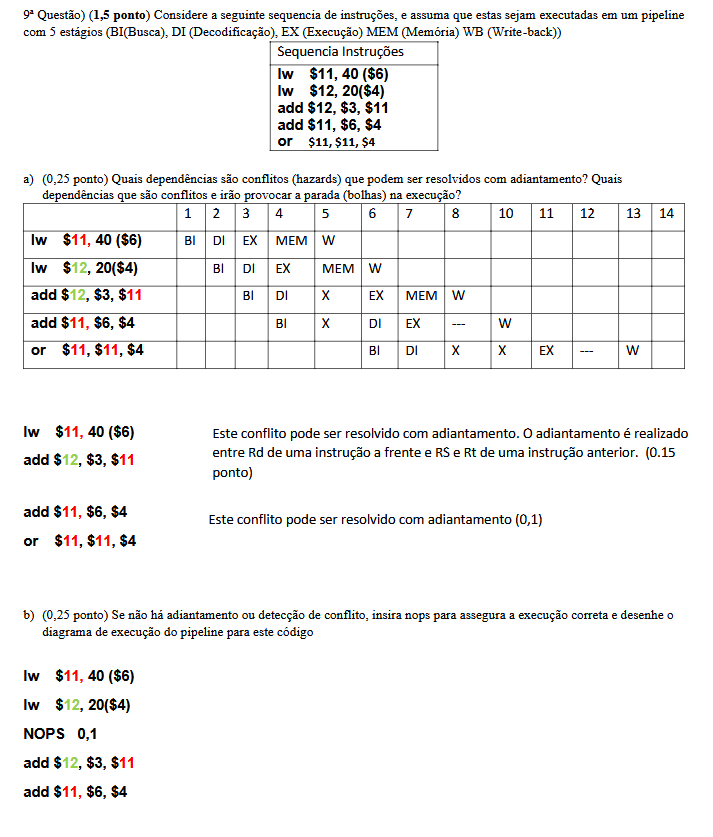 9ª Questão) (1,5 ponto) Considere a seguinte sequencia de instruções, e assuma que estas sejam executadas em um pipeline
com 5 estágios (BI(Busca), DI (Decodificação), EX (Execução) MEM (Memória) WB (Write-back))
Sequencia Instruções
lw $11, 40 ($6)
lw $12, 20($4)
add $12, $3, $11
add $11, $6, $4
or $11, $11, $4
a) (0,25 ponto) Quais dependências são conflitos (hazards) que podem ser resolvidos com adiantamento? Quais
dependências que são conflitos e irão provocar a parada (bolhas) na execução?
1 2 3 4 5 6 7 8 10 11 12 13 14
lw $11, 40 ($6) BI DI EX MEM W
lw $12, 20($4) BI DI EX MEM W
add $12, $3, $11 BI DI X EX MEM W
add $11, $6, $4 BI X DI EX --- W
or $11, $11, $4 BI DI X X EX --- W
lw $11, 40 ($6)
add $12, $3, $11
Este conflito pode ser resolvido com adiantamento. O adiantamento é realizado
entre Rd de uma instrução a frente e RS e Rt de uma instrução anterior. (0.15
ponto)
add $11, $6, $4
or $11, $11, $4
Este conflito pode ser resolvido com adiantamento (0,1)
b) (0,25 ponto) Se não há adiantamento ou detecção de conflito, insira nops para assegura a execução correta e desenhe o
diagrama de execução do pipeline para este código
lw $11, 40 ($6)
lw $12, 20($4)
NOPS 0,1
add $12, $3, $11
add $11, $6, $4